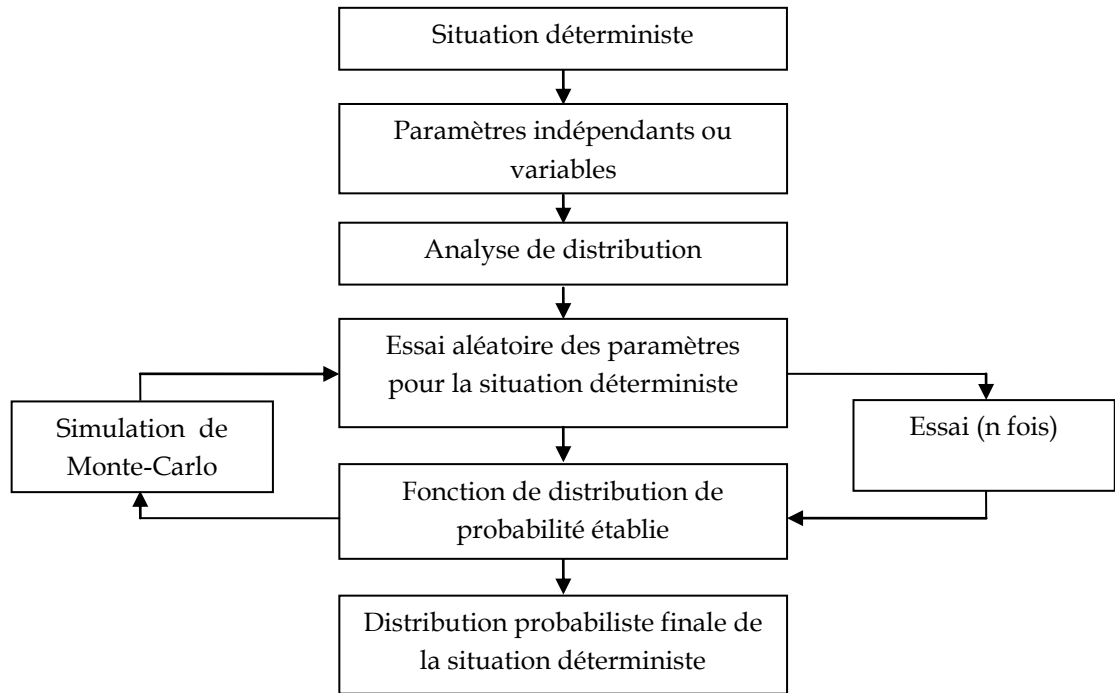 Situation déterministe
Paramètres indépendants ou
variables
Analyse de distribution
Essai aléatoire des paramètres
pour la situation déterministe
Simulation de
Monte-Carlo
Essai (n fois)
Fonction de distribution de
probabilité établie
Distribution probabiliste finale de
la situation déterministe